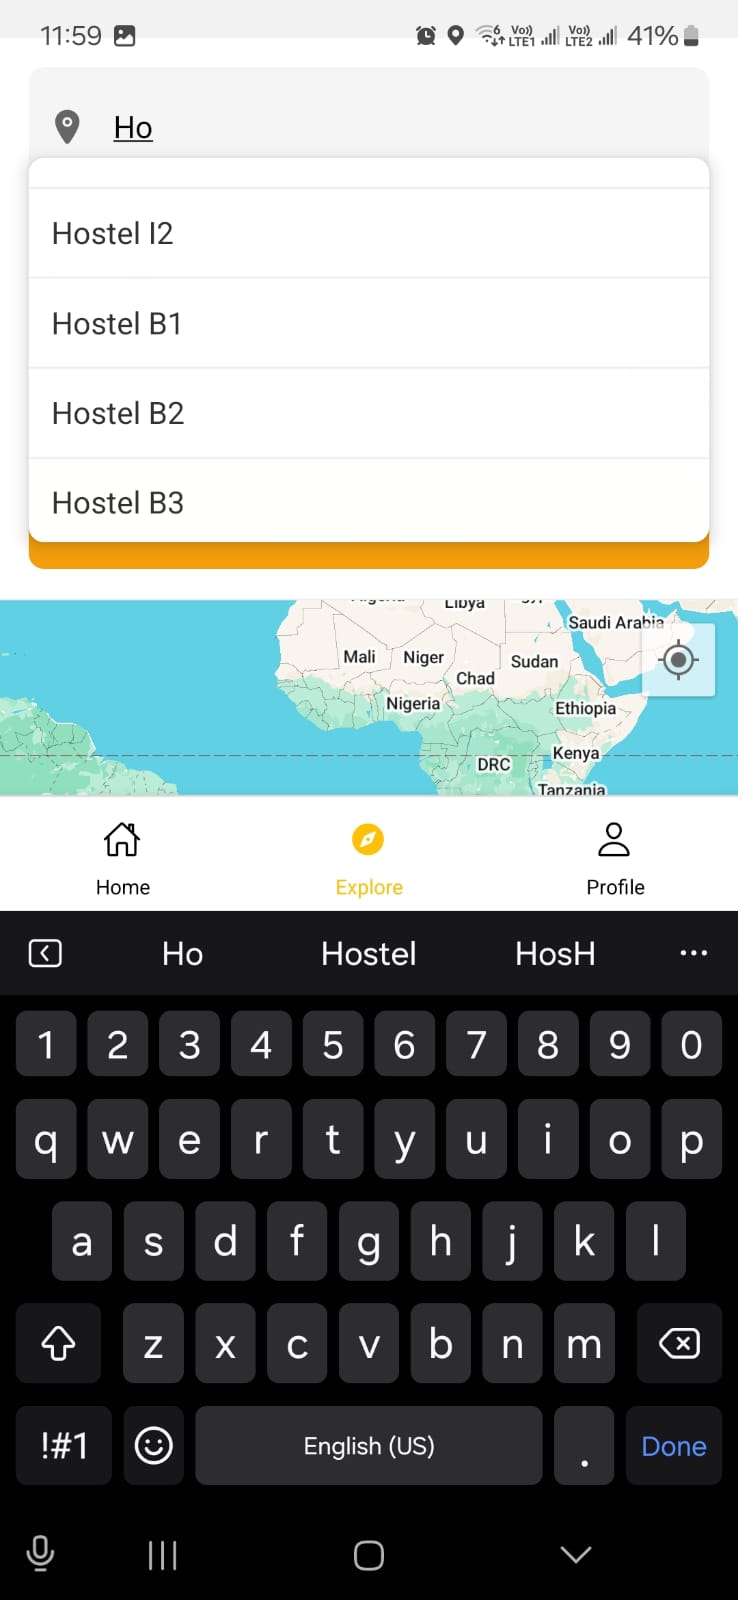 11:59
Vo)) LTE1 Vo)) LTE2 41%
Ho
Hostel I2
Hostel B1
Hostel B2
Hostel B3
Libya
Saudi Arabia
Mali Niger Chad Sudan
Nigeria Ethiopia
DRC Kenya
Tanzania
Home Explore Profile
Ho Hostel HosH
1 2 3 4 5 6 7 8 9 0
q w e r t y u i o p
a s d f g h j k l
z x c v b n m
!#1 English (US) . Done